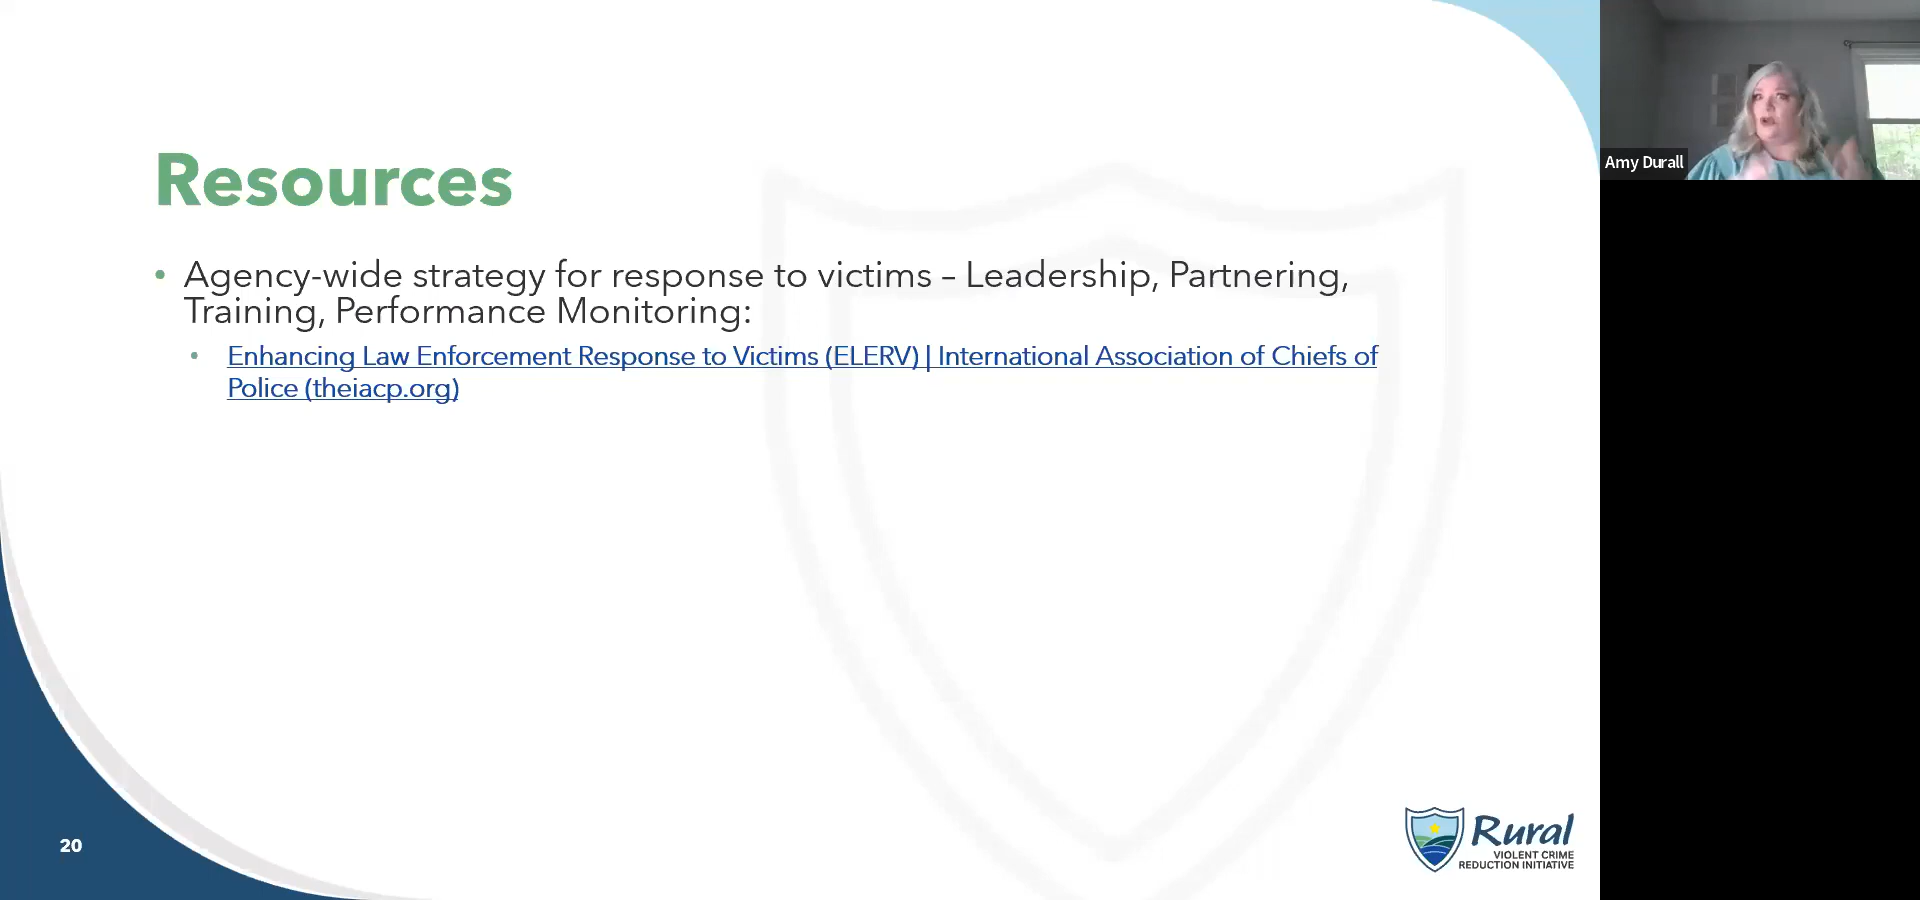 Resources
• Agency-wide strategy for response to victims – Leadership, Partnering,
Training, Performance Monitoring:
• Enhancing Law Enforcement Response to Victims (ELERV) | International Association of Chiefs of
Police (theiacp.org)
20
Rural
VIOLENT CRIME
REDUCTION INITIATIVE
Amy Durall